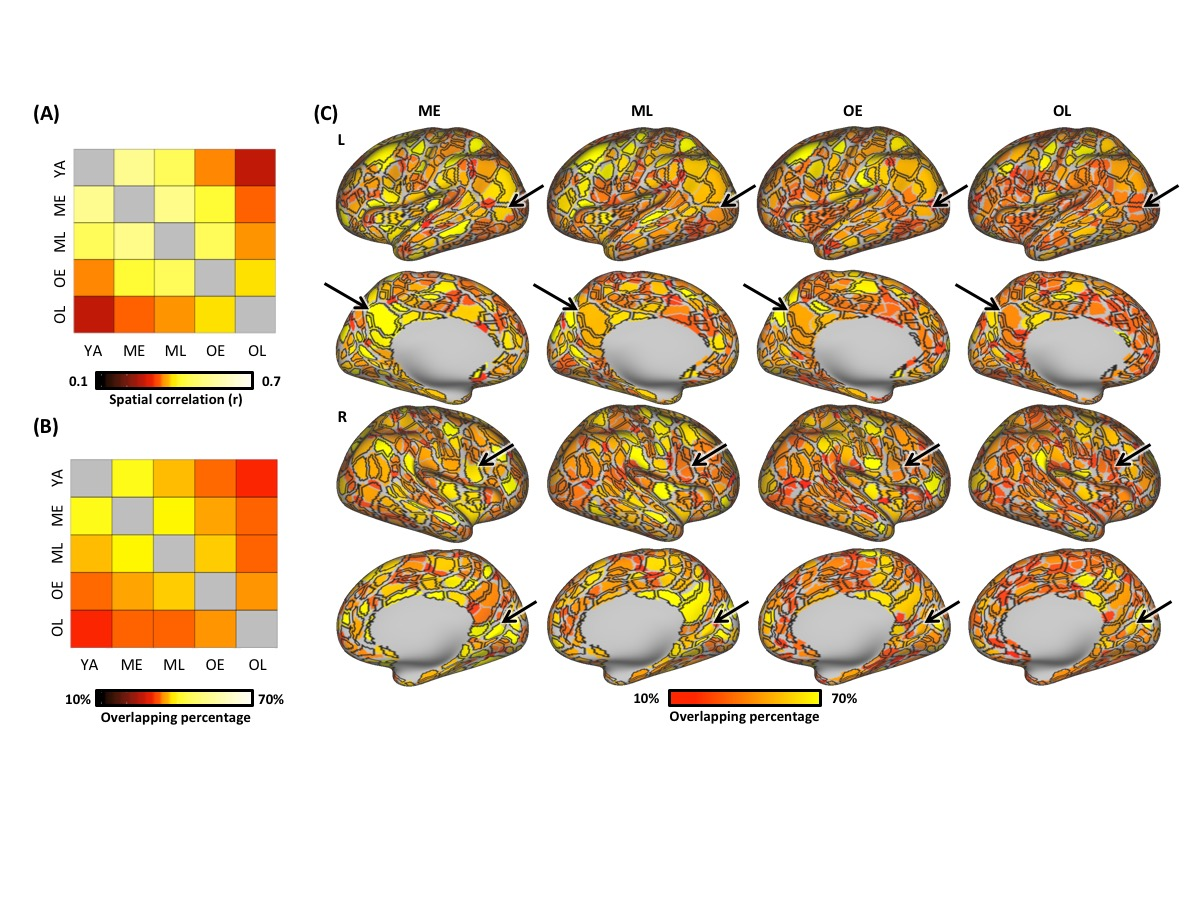 (A)
YA
ME
ML
OE
OL
YA ME ML OE OL
0.1 0.7
Spatial correlation (r)
(B)
YA
ME
ML
OE
OL
YA ME ML OE OL
10% 70%
Overlapping percentage
(C)
ME ML OE OL
L
R
10% 70%
Overlapping percentage